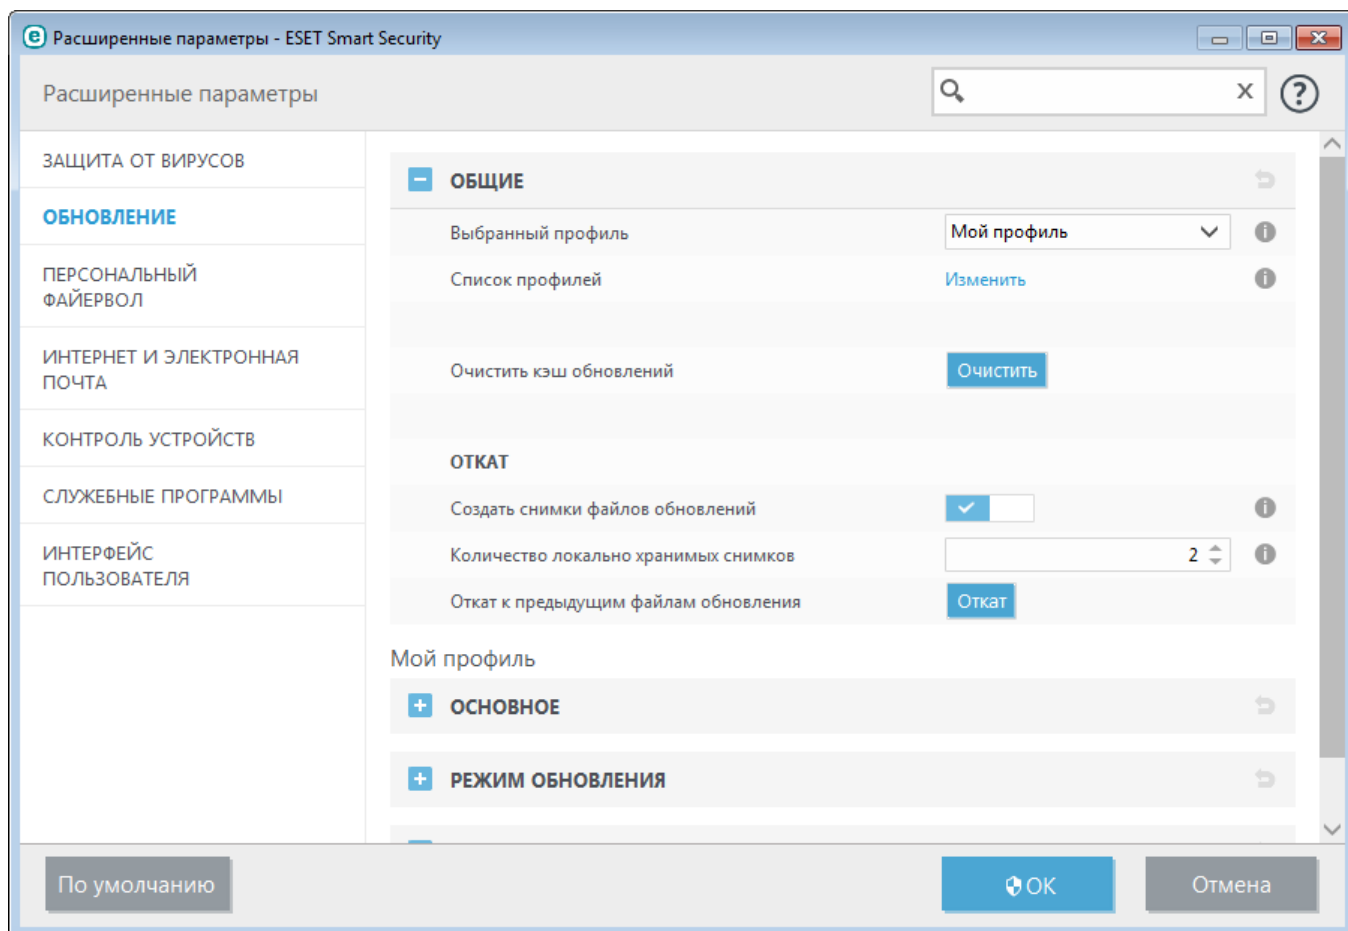 Расширенные параметры - ESET Smart Security
Расширенные параметры
ЗАЩИТА ОТ ВИРУСОВ
ОБНОВЛЕНИЕ
ПЕРСОНАЛЬНЫЙ
ФАЙЕРВОЛ
ИНТЕРНЕТ И ЭЛЕКТРОННАЯ
ПОЧТА
КОНТРОЛЬ УСТРОЙСТВ
СЛУЖЕБНЫЕ ПРОГРАММЫ
ИНТЕРФЕЙС
ПОЛЬЗОВАТЕЛЯ
ОБЩИЕ
Выбранный профиль Мой профиль
Список профилей Изменить
Очистить кэш обновлений Очистить
ОТКАТ
Создать снимки файлов обновлений
Количество локально хранимых снимков 2
Откат к предыдущим файлам обновления Откат
Мой профиль
ОСНОВНОЕ
РЕЖИМ ОБНОВЛЕНИЯ
По умолчанию OK Отмена